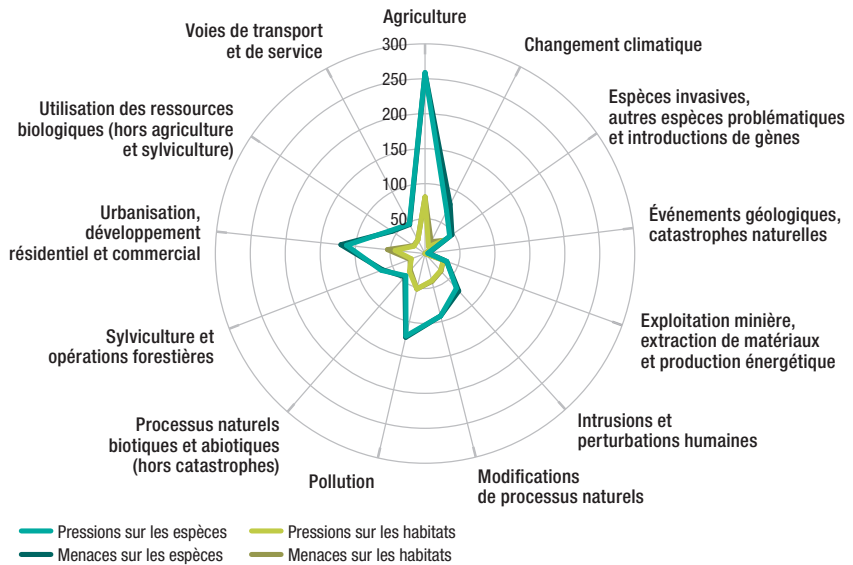 Agriculture
Voies de transport
et de service
300
Changement climatique
250
Utilisation des ressources
biologiques (hors agriculture
et sylviculture)
Espèces invasives,
autres espèces problématiques
et introductions de gènes
200
150
100
50
Urbanisation,
développement
résidentiel et commercial
Événements géologiques,
catastrophes naturelles
Sylviculture et
opérations forestières
Exploitation minière,
extraction de matériaux
et production énergétique
Processus naturels
biotiques et abiotiques
(hors catastrophes)
Intrusions et
perturbations humaines
Pollution
Modifications
de processus naturels
Pressions sur les espèces
Pressions sur les habitats
Menaces sur les espèces
Menaces sur les habitats